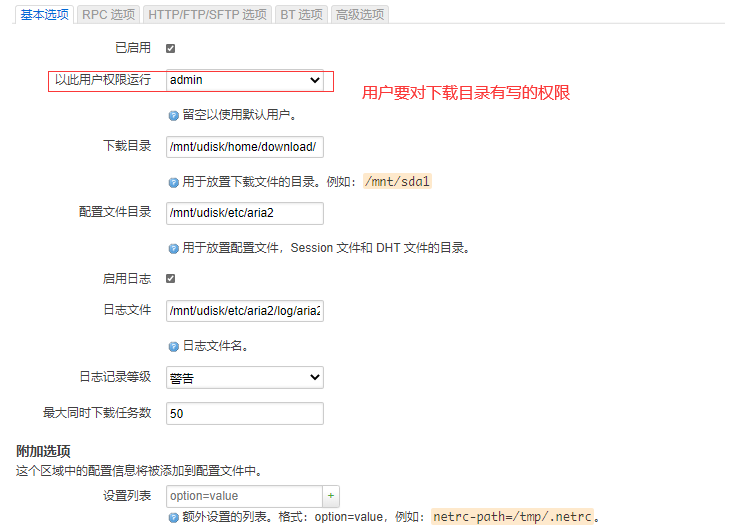 基本选项 RPC 选项 HTTP/FTP/SFTP 选项 BT 选项 高级选项
已启用
以此用户权限运行 admin 用户要对下载目录有写的权限
留空以使用默认用户。
下载目录 /mnt/udisk/home/download/
用于放置下载文件的目录。例如： /mnt/sda1
配置文件目录 /mnt/udisk/etc/aria2
用于放置配置文件，Session 文件和 DHT 文件的目录。
启用日志
日志文件 /mnt/udisk/etc/aria2/log/aria2
日志文件名。
日志记录等级 警告
最大同时下载任务数 50
附加选项
这个区域中的配置信息将被添加到配置文件中。
设置列表 option=value +
额外设置的列表。格式：option=value，例如： netrc-path=/tmp/.netrc。